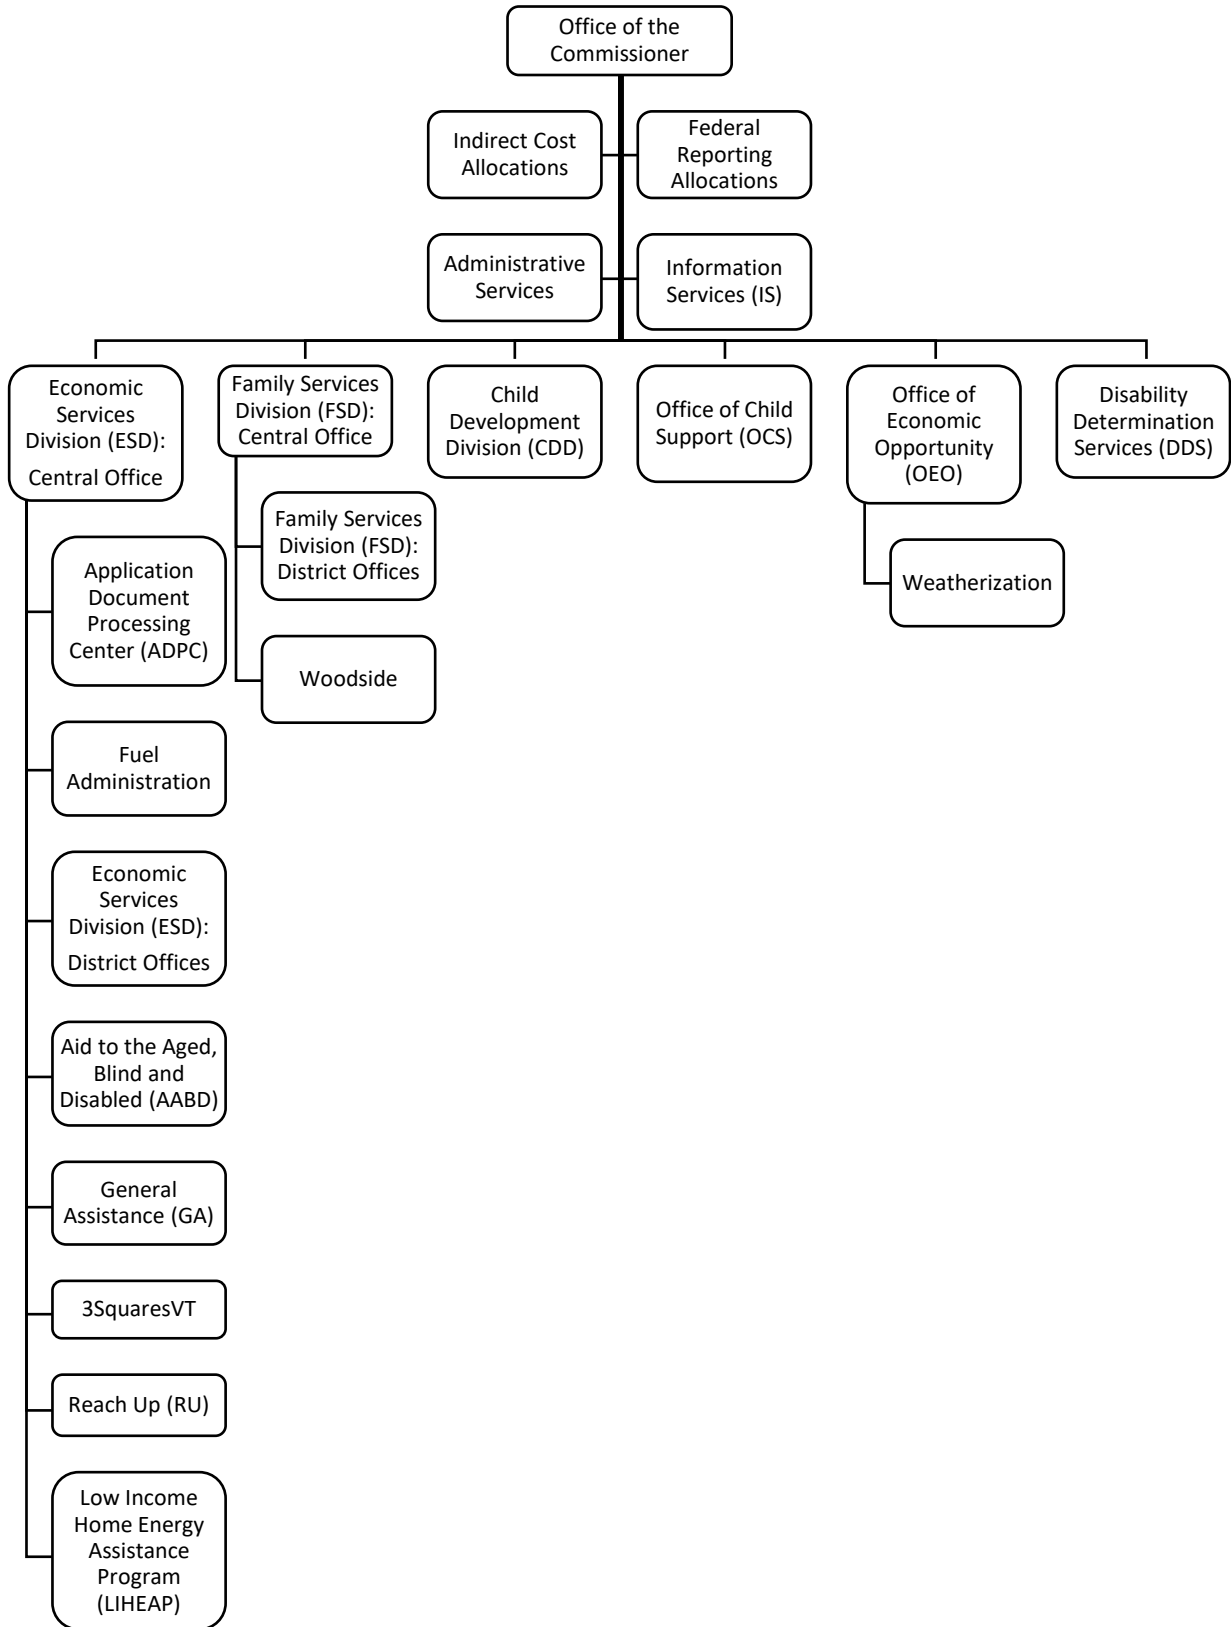 Office of the
Commissioner
Indirect Cost
Allocations
Federal
Reporting
Allocations
Administrative
Services
Information
Services (IS)
Economic
Services
Division (ESD):
Central Office
Family Services
Division (FSD):
Central Office
Child
Development
Division (CDD)
Office of Child
Support (OCS)
Office of
Economic
Opportunity
(OEO)
Disability
Determination
Services (DDS)
Application
Document
Processing
Center (ADPC)
Fuel
Administration
Economic
Services
Division (ESD):
District Offices
Aid to the Aged,
Blind and
Disabled (AABD)
General
Assistance (GA)
3SquaresVT
Reach Up (RU)
Low Income
Home Energy
Assistance
Program
(LIHEAP)
Family Services
Division (FSD):
District Offices
Woodside
Weatherization